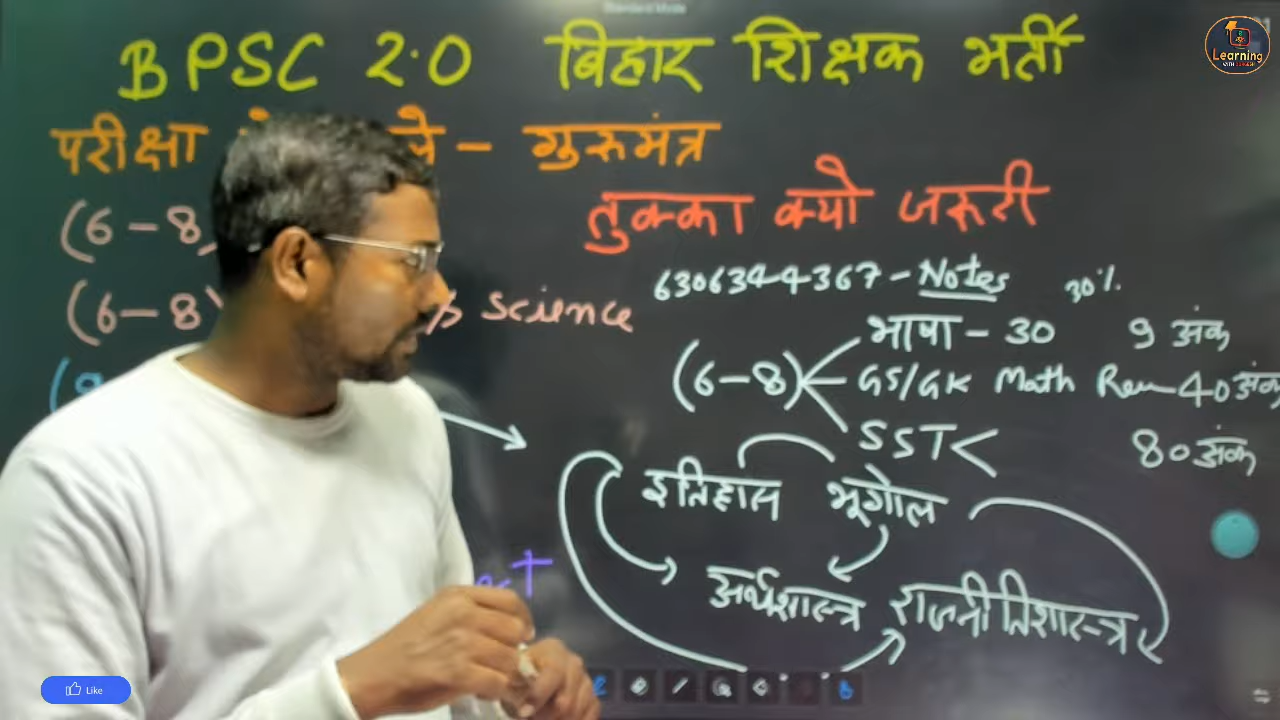 BPSC 2.0 बिहार शिक्षक भर्ती
Learning
परीक्षा – गुरुमंत्र
(6-8)
तुक्का क्यो जरूरी
6306344367 - Notes 30%
(6-8) Science
भाषा - 30 9 अंक
(6-8) GS/GK Math Rea 40 अंक
SST 80 अंक
इतिहास भूगोल
अर्थशास्त्र राजनीतिशास्त्र
Like